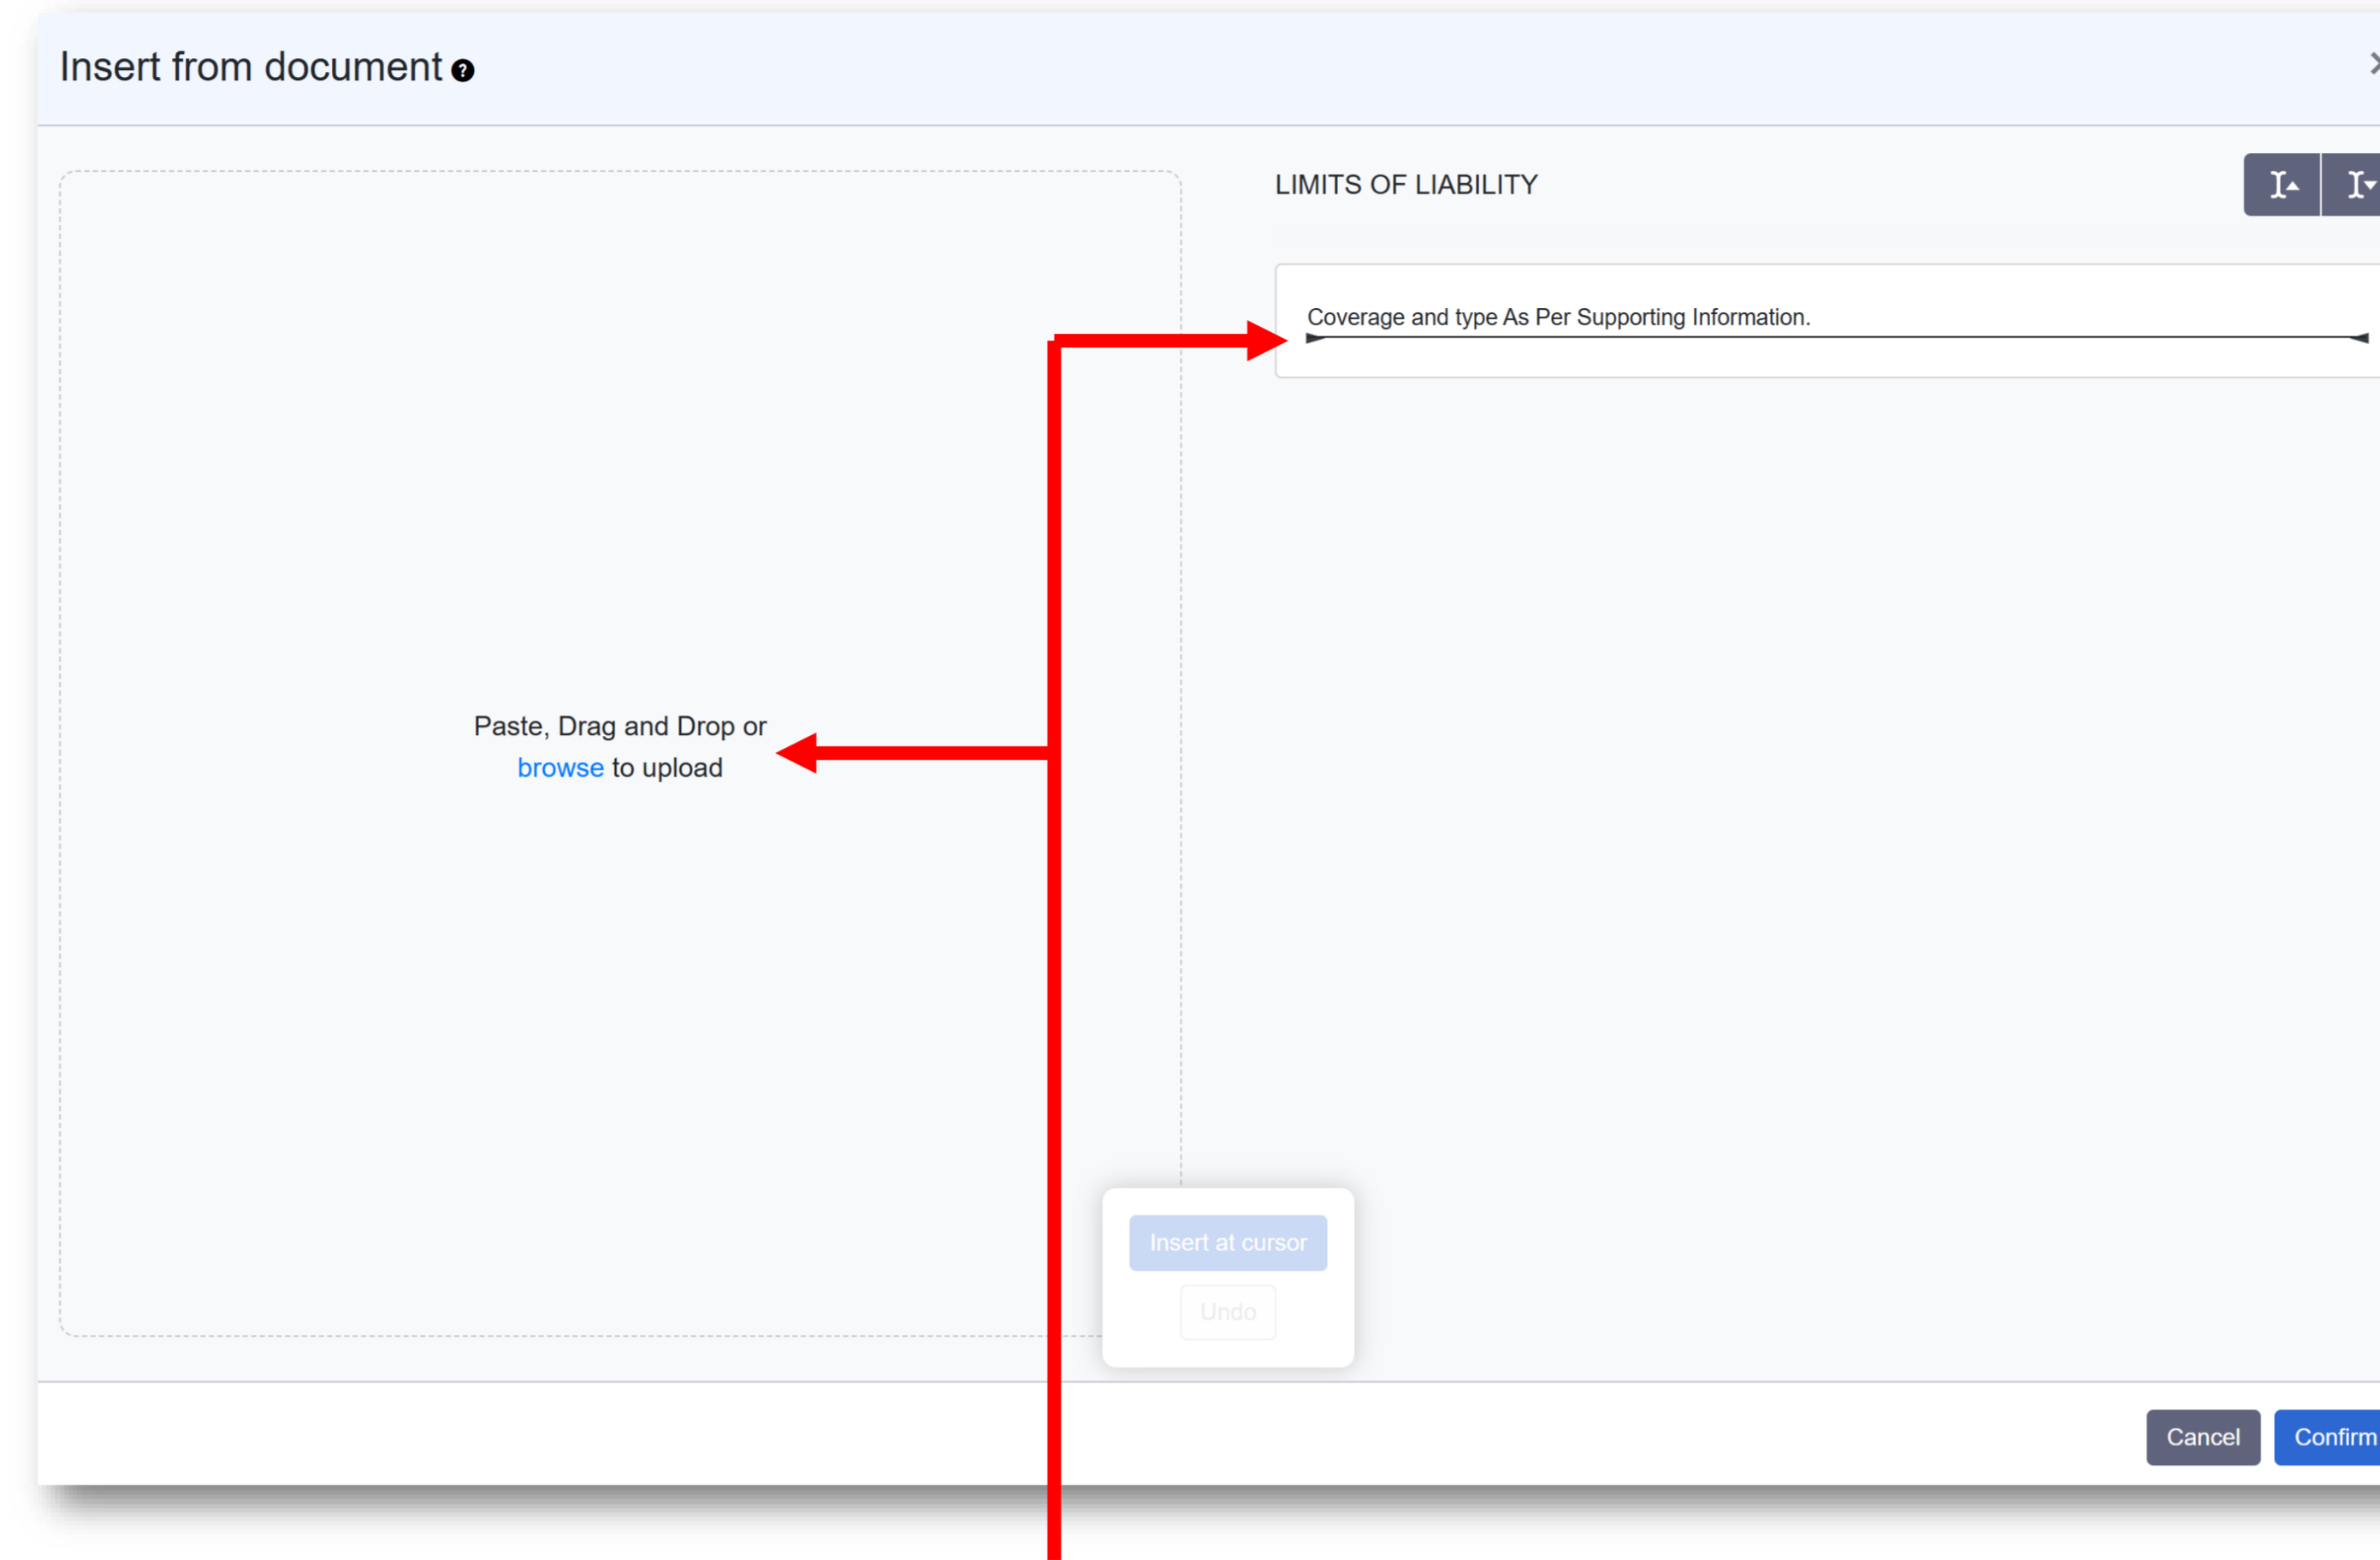 Insert from document
LIMITS OF LIABILITY
Coverage and type As Per Supporting Information.
Paste, Drag and Drop or
browse to upload
Insert at cursor
Undo
Cancel
Confirm